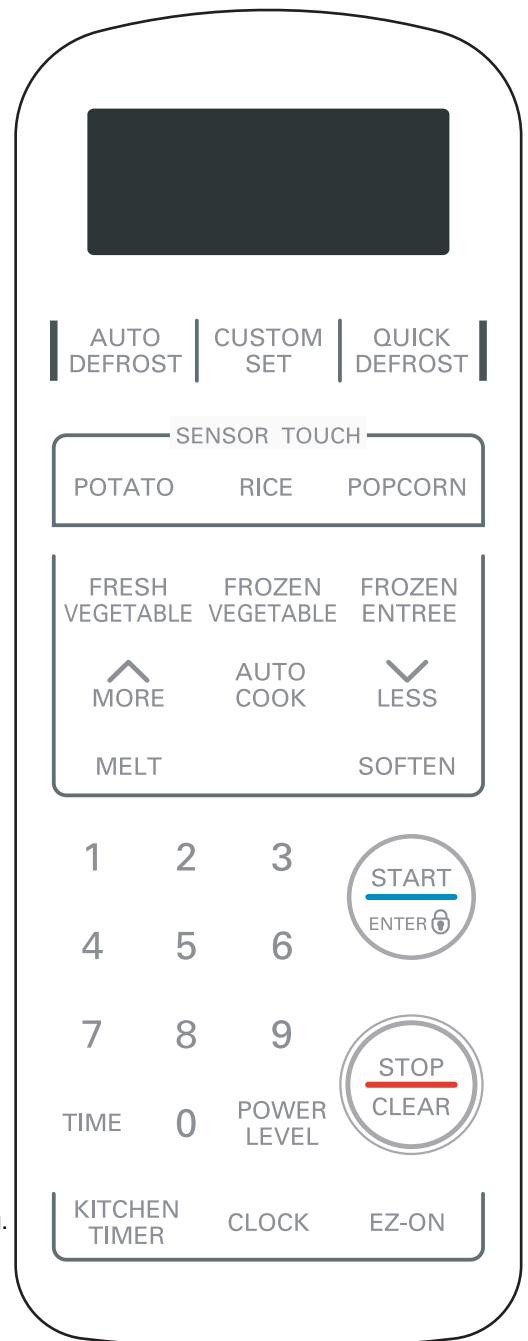 AUTO
DEFROST
CUSTOM
SET
QUICK
DEFROST
SENSOR TOUCH
POTATO
RICE
POPCORN
FRESH
VEGETABLE
FROZEN
VEGETABLE
FROZEN
ENTREE
MORE
AUTO
COOK
LESS
MELT
SOFTEN
1
2
3
START
ENTER
4
5
6
7
8
9
STOP
CLEAR
TIME
0
POWER
LEVEL
KITCHEN
TIMER
CLOCK
EZ-ON